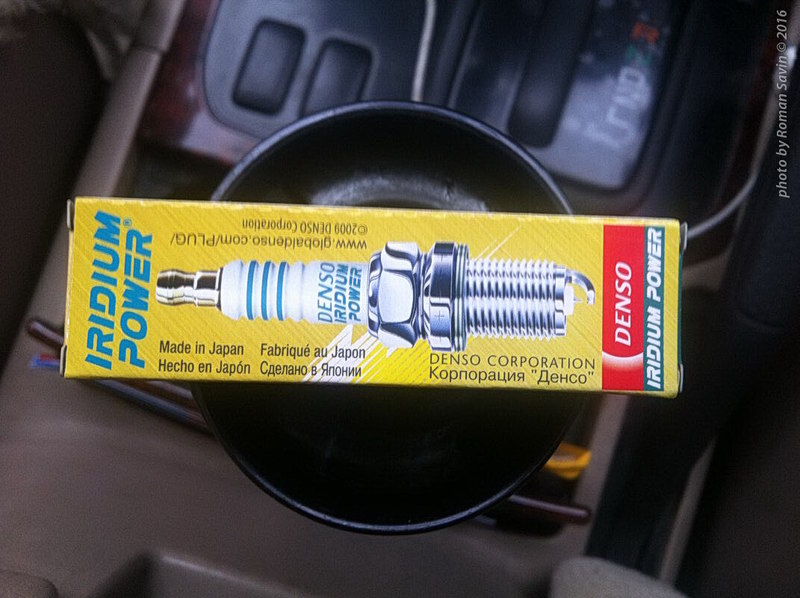 IRIDIUM
POWER®
www.globaldenso.com/PLUG/
©2009 DENSO Corporation
DENSO
IRIDIUM
POWER
Made in Japan
Fabriqué au Japon
Hecho en Japón
Сделано в Японии
DENSO CORPORATION
Корпорация "Денсо"
DENSO
IRIDIUM POWER
photo by Roman Savin © 2016